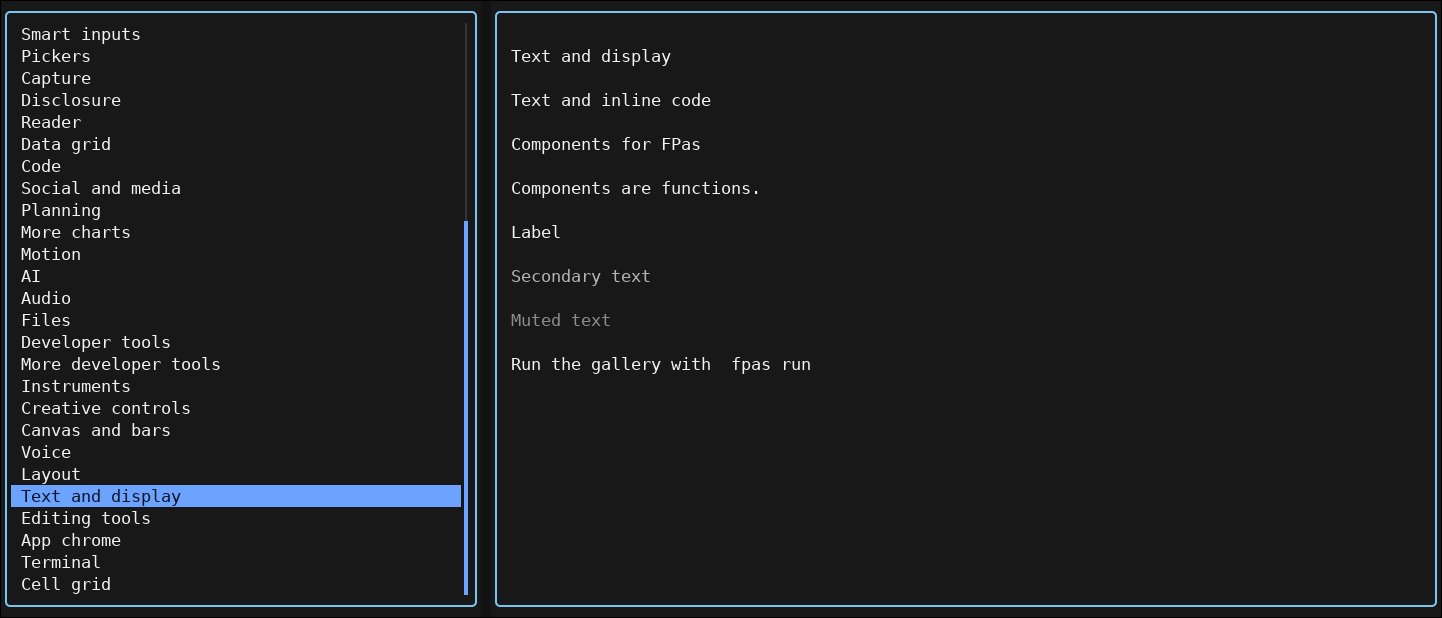 Smart inputs
Pickers
Capture
Disclosure
Reader
Data grid
Code
Social and media
Planning
More charts
Motion
AI
Audio
Files
Developer tools
More developer tools
Instruments
Creative controls
Canvas and bars
Voice
Layout
Text and display
Editing tools
App chrome
Terminal
Cell grid
Text and display
Text and inline code
Components for FPas
Components are functions.
Label
Secondary text
Muted text
Run the gallery with  fpas run